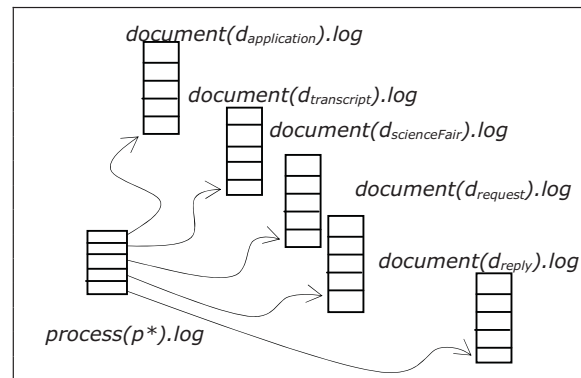 document(d_application).log
document(d_transcript).log
document(d_scienceFair).log
document(d_request).log
document(d_reply).log
process(p*).log